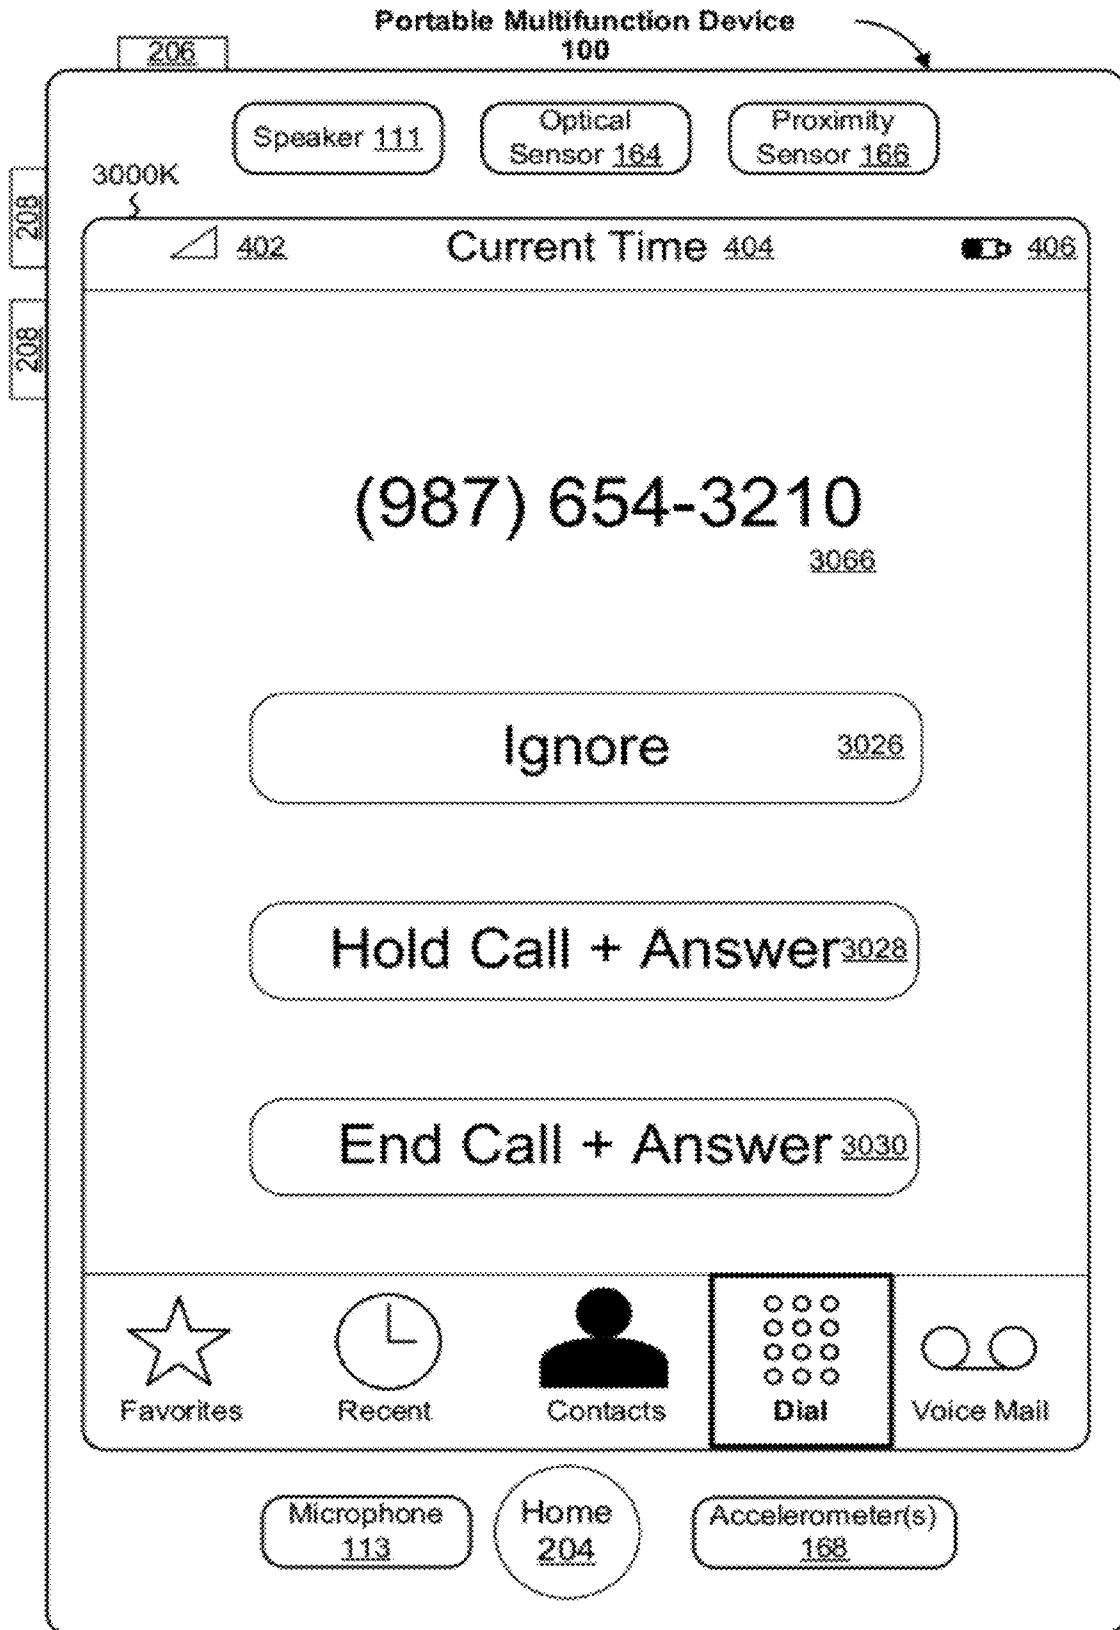 Portable Multifunction Device
100
206
Speaker 111
Optical
Sensor 164
Proximity
Sensor 166
3000K
208
208
402
Current Time 404
406
(987) 654-3210
3066
Ignore 3026
Hold Call + Answer 3028
End Call + Answer 3030
Favorites
Recent
Contacts
Dial
Voice Mail
Microphone
113
Home
204
Accelerometer(s)
168